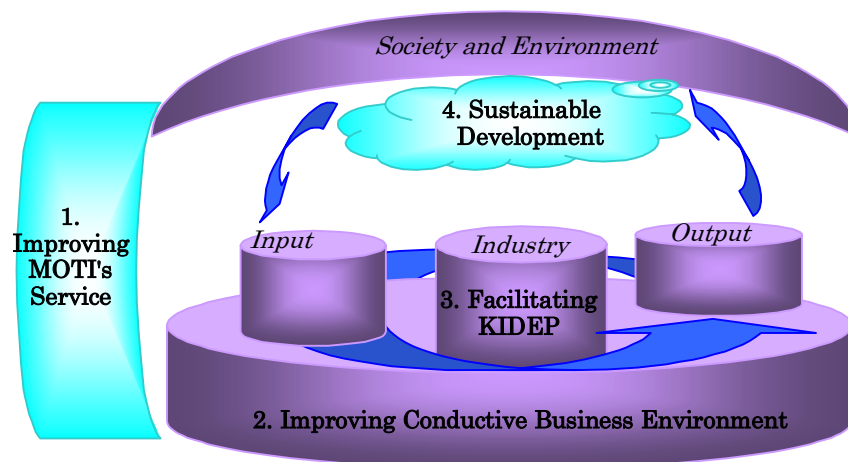 Society and Environment
4. Sustainable
Development
1.
Improving
MOTI's
Service
Input
Industry
Output
3. Facilitating
KIDEP
2. Improving Conductive Business Environment